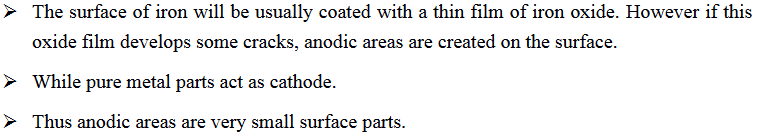 ➢ The surface of iron will be usually coated with a thin film of iron oxide. However if this
oxide film develops some cracks, anodic areas are created on the surface.
➢ While pure metal parts act as cathode.
➢ Thus anodic areas are very small surface parts.